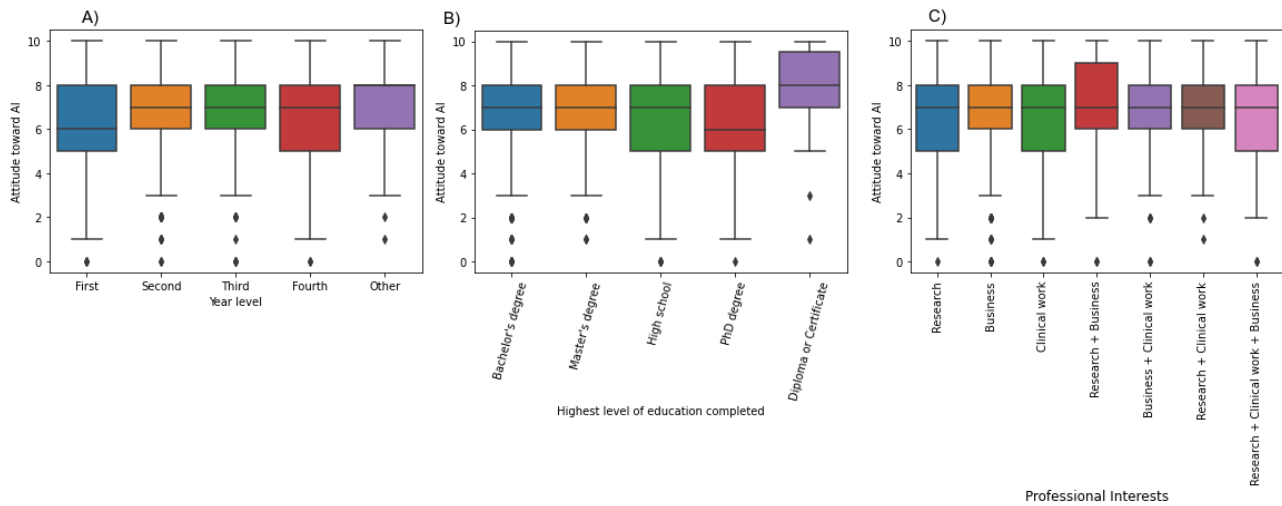 A)
Attitude toward AI
10
8
6
4
2
0
First Second Third Fourth Other
Year level
B)
Attitude toward AI
10
8
6
4
2
0
Bachelor's degree
Master's degree
High school
PhD degree
Diploma or Certificate
Highest level of education completed
C)
Attitude toward AI
10
8
6
4
2
0
Research
Business
Clinical work
Research + Business
Business + Clinical work
Research + Clinical work
Research + Clinical work + Business
Professional Interests